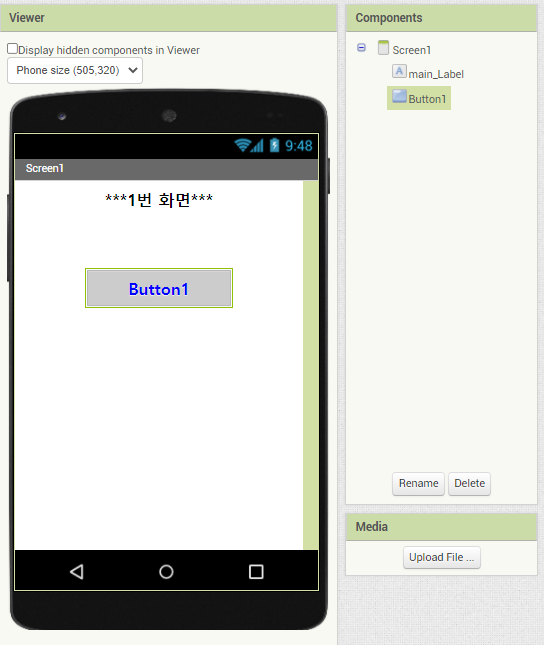 Viewer
Display hidden components in Viewer
Phone size (505,320)
9:48
Screen1
***1번 화면***
Button1
Components
Screen1
A main_Label
Button1
Rename Delete
Media
Upload File ...